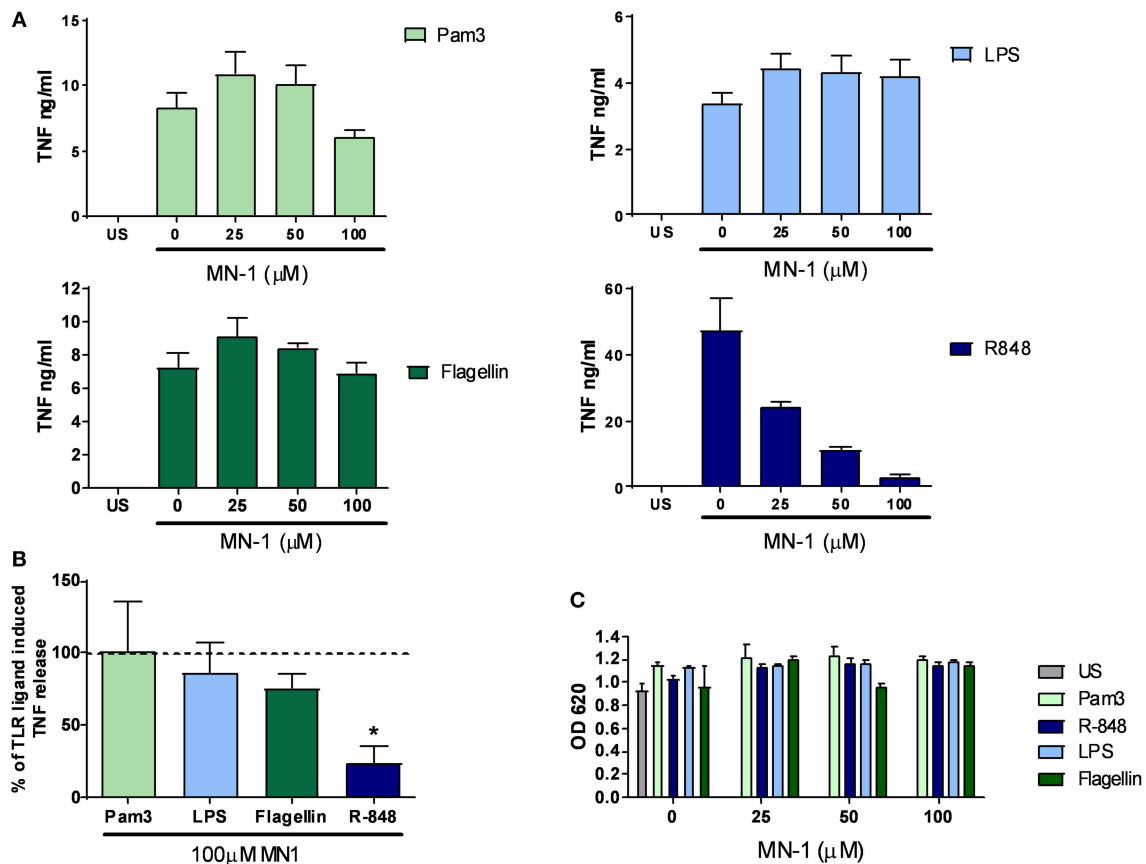 A
15
10
5
0
TNF ng/ml
US 0 25 50 100
MN-1 (μM)
Pam3
6
4
2
0
TNF ng/ml
US 0 25 50 100
MN-1 (μM)
LPS
12
10
8
6
4
2
0
TNF ng/ml
US 0 25 50 100
MN-1 (μM)
Flagellin
60
40
20
0
TNF ng/ml
US 0 25 50 100
MN-1 (μM)
R848
B
% of TLR ligand induced
TNF release
150
100
50
0
*
Pam3 LPS Flagellin R-848
100μM MN1
C
OD 620
1.4
1.2
1.0
0.8
0.6
0.4
0.2
0.0
0 25 50 100
MN-1 (μM)
US
Pam3
R-848
LPS
Flagellin